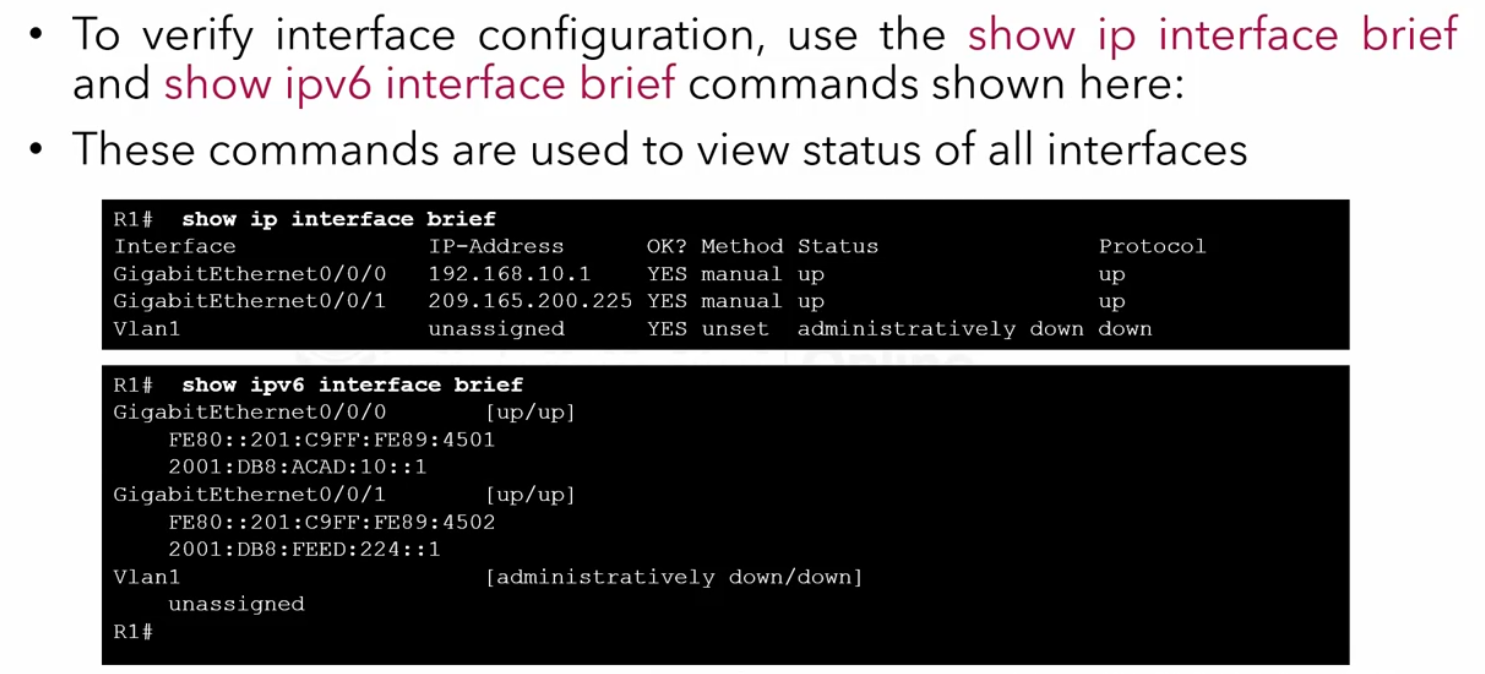 • To verify interface configuration, use the show ip interface brief
and show ipv6 interface brief commands shown here:
• These commands are used to view status of all interfaces
R1#  show ip interface brief
Interface              IP-Address      OK? Method Status                Protocol
GigabitEthernet0/0/0   192.168.10.1    YES manual up                    up
GigabitEthernet0/0/1   209.165.200.225 YES manual up                    up
Vlan1                  unassigned      YES unset  administratively down down
R1#  show ipv6 interface brief
GigabitEthernet0/0/0       [up/up]
    FE80::201:C9FF:FE89:4501
    2001:DB8:ACAD:10::1
GigabitEthernet0/0/1       [up/up]
    FE80::201:C9FF:FE89:4502
    2001:DB8:FEED:224::1
Vlan1                      [administratively down/down]
    unassigned
R1#